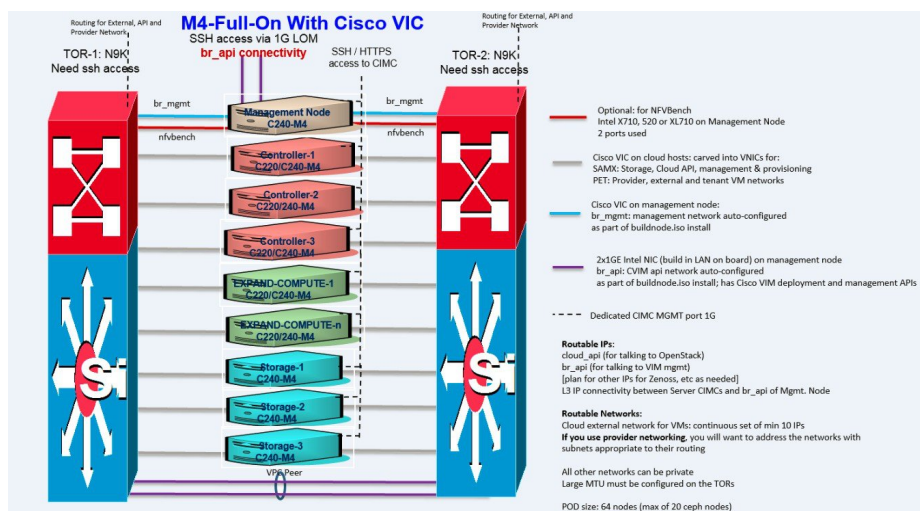 Routing for External, API and
Provider Network
M4-Full-On With Cisco VIC
SSH access via 1G LOM
br_api connectivity
SSH / HTTPS
access to CIMC
Routing for External, API and
Provider Network
TOR-1: N9K
Need ssh access
TOR-2: N9K
Need ssh access
br_mgmt
br_mgmt
nfvbench
nfvbench
Management Node
C240-M4
Controller-1
C220/C240-M4
Controller-2
C220/240-M4
Controller-3
C220/C240-M4
EXPAND-COMPUTE-1
C220/C240-M4
EXPAND-COMPUTE-n
C220/240-M4
Storage-1
C240-M4
Storage-2
C240-M4
Storage-3
C240-M4
VPC Peer
Si
Si
Optional: for NFVBench
Intel X710, 520 or XL710 on Management Node
2 ports used
Cisco VIC on cloud hosts: carved into VNICs for:
SAMX: Storage, Cloud API, management & provisioning
PET: Provider, external and tenant VM networks
Cisco VIC on management node:
br_mgmt: management network auto-configured
as part of buildnode.iso install
2x1GE Intel NIC (build in LAN on board) on management node
br_api: CVIM api network auto-configured
as part of buildnode.iso install; has Cisco VIM deployment and management APIs
Dedicated CIMC MGMT port 1G
Routable IPs:
cloud_api (for talking to OpenStack)
br_api (for talking to VIM mgmt)
[plan for other IPs for Zenoss, etc as needed]
L3 IP connectivity between Server CIMCs and br_api of Mgmt. Node
Routable Networks:
Cloud external network for VMs: continuous set of min 10 IPs
If you use provider networking, you will want to address the networks with
subnets appropriate to their routing
All other networks can be private
Large MTU must be configured on the TORs
POD size: 64 nodes (max of 20 ceph nodes)